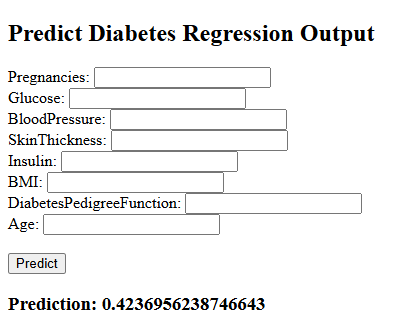 Predict Diabetes Regression Output
Pregnancies:
Glucose:
BloodPressure:
SkinThickness:
Insulin:
BMI:
DiabetesPedigreeFunction:
Age:
Predict
Prediction: 0.4236956238746643